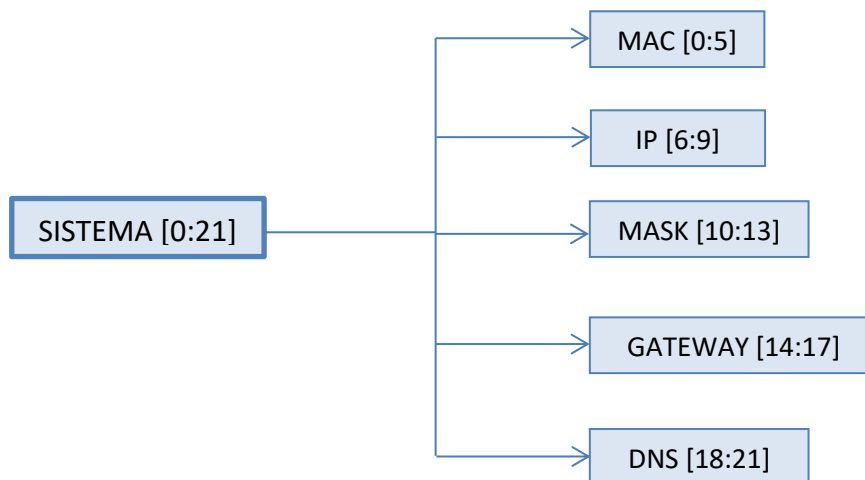 MAC [0:5]
IP [6:9]
SISTEMA [0:21]
MASK [10:13]
GATEWAY [14:17]
DNS [18:21]